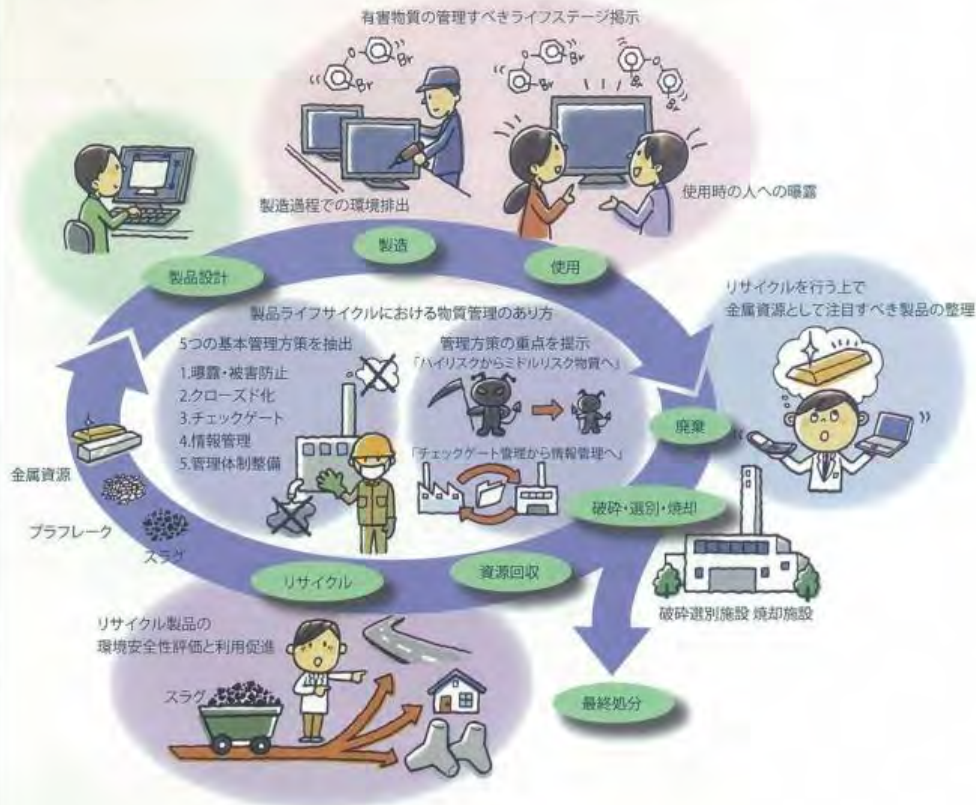 有害物質の管理すべきライフステージ掲示
Br
Br
Br
Br
製造過程での環境排出
使用時の人への曝露
製造
製品設計
使用
リサイクルを行う上で
金属資源として注目すべき製品の整理
製品ライフサイクルにおける物質管理のあり方
5つの基本管理方策を抽出
1.曝露・被害防止
2.クローズド化
3.チェックゲート
4.情報管理
5.管理体制整備
管理方策の重点を提示
「ハイリスクからミドルリスク物質へ」
「チェックゲート管理から情報管理へ」
廃棄
金属資源
プラフレーク
スラグ
破砕・選別・焼却
資源回収
リサイクル
破砕選別施設 焼却施設
リサイクル製品の
環境安全性評価と利用促進
スラグ
最終処分